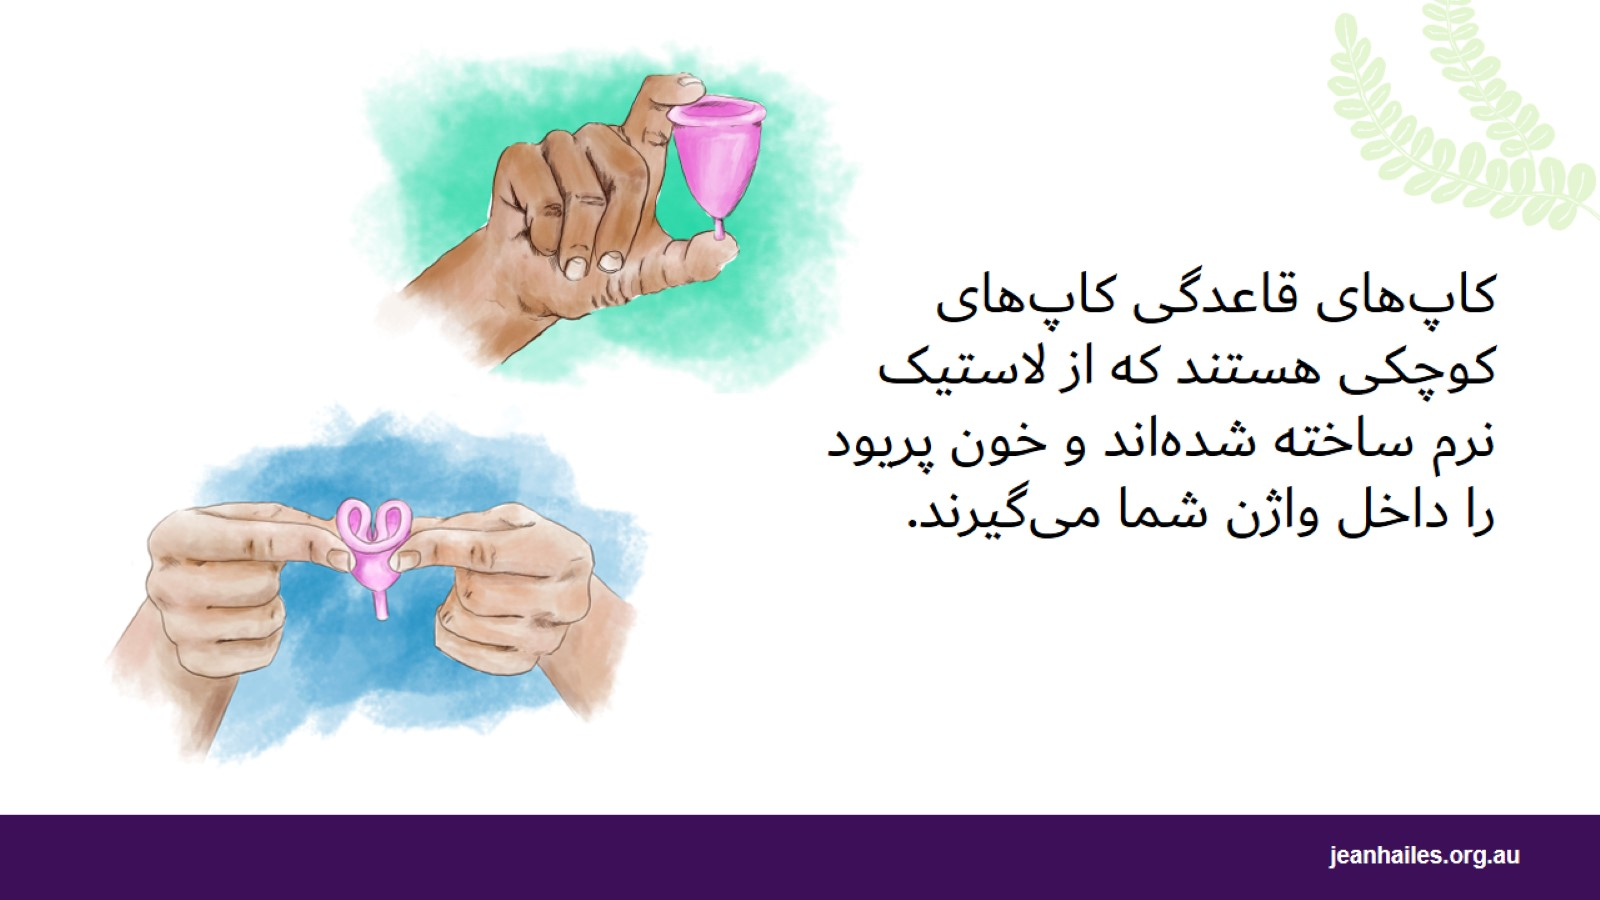 کاپ‌های قاعدگی کاپ‌های
کوچکی هستند که از لاستیک
نرم ساخته شده‌اند و خون پریود
را داخل واژن شما می‌گیرند.
jeanhailes.org.au